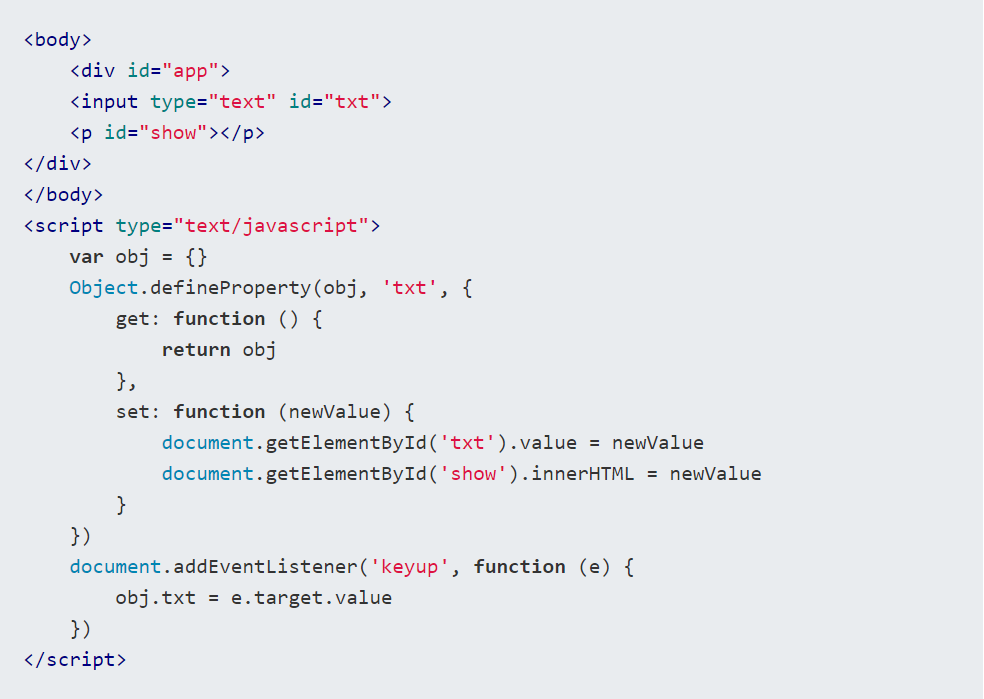 <body>
    <div id="app">
    <input type="text" id="txt">
    <p id="show"></p>
</div>
</body>
<script type="text/javascript">
    var obj = {}
    Object.defineProperty(obj, 'txt', {
        get: function () {
            return obj
        },
        set: function (newValue) {
            document.getElementById('txt').value = newValue
            document.getElementById('show').innerHTML = newValue
        }
    })
    document.addEventListener('keyup', function (e) {
        obj.txt = e.target.value
    })
</script>